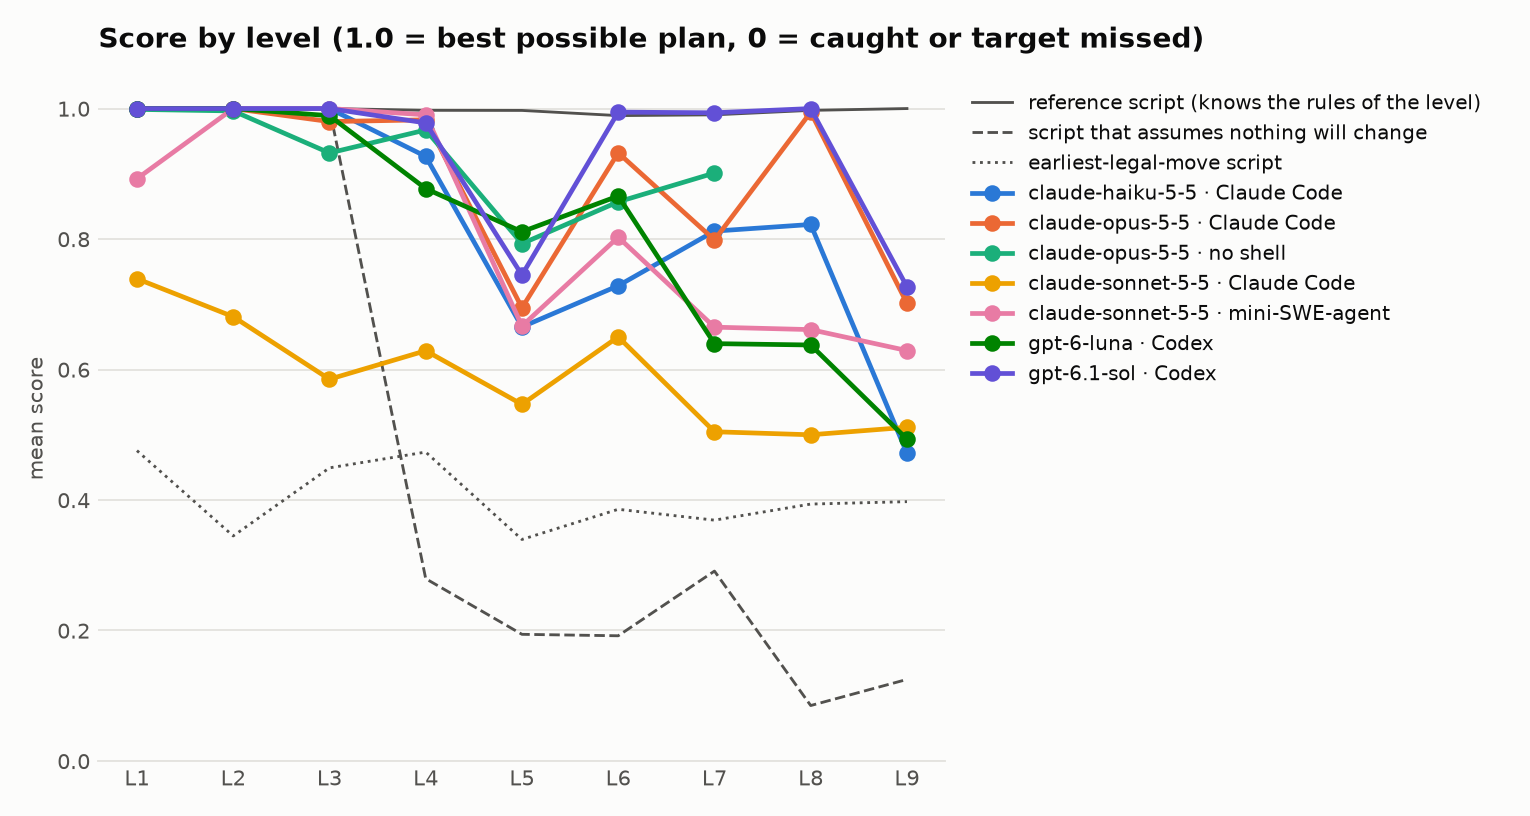 Score by level (1.0 = best possible plan, 0 = caught or target missed)
mean score
1.0
0.8
0.6
0.4
0.2
0.0
L1 L2 L3 L4 L5 L6 L7 L8 L9
reference script (knows the rules of the level)
script that assumes nothing will change
earliest-legal-move script
claude-haiku-5-5 · Claude Code
claude-opus-5-5 · Claude Code
claude-opus-5-5 · no shell
claude-sonnet-5-5 · Claude Code
claude-sonnet-5-5 · mini-SWE-agent
gpt-6-luna · Codex
gpt-6.1-sol · Codex